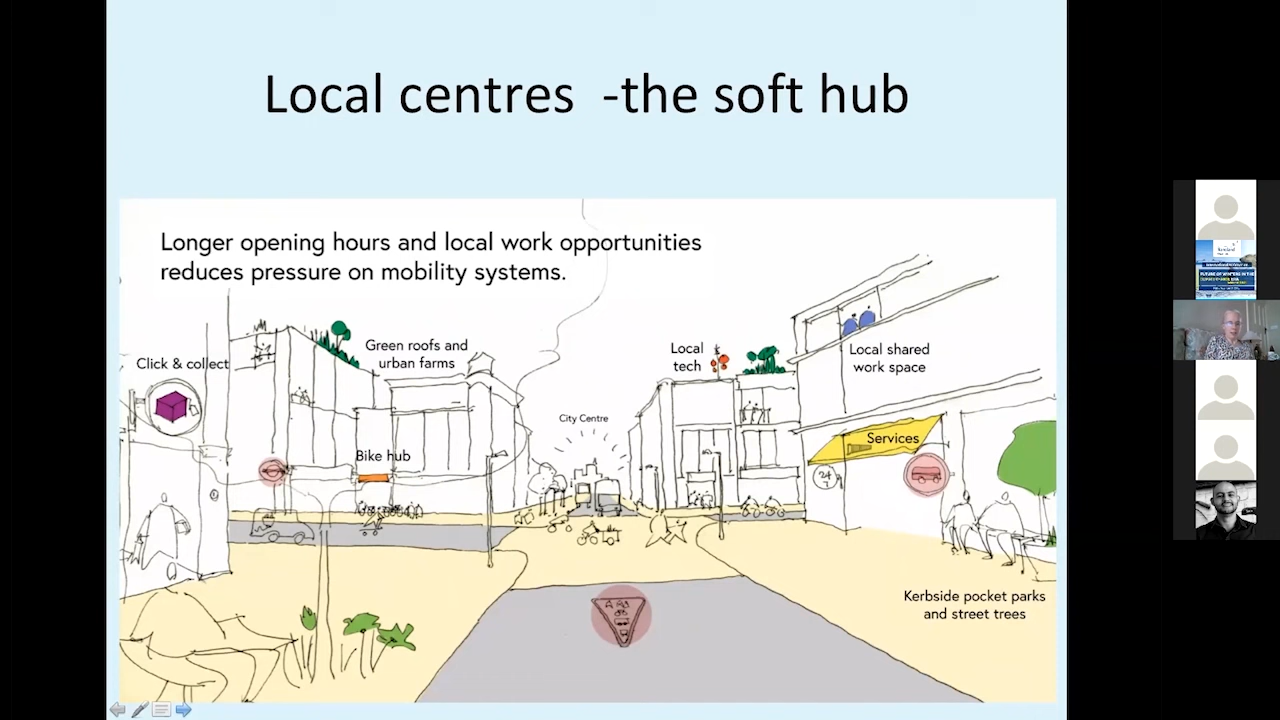 Local centres -the soft hub
Longer opening hours and local work opportunities
reduces pressure on mobility systems.
Click & collect
Green roofs and
urban farms
Bike hub
City Centre
Local
tech
Local shared
work space
Services
24
7
Kerbside pocket parks
and street trees